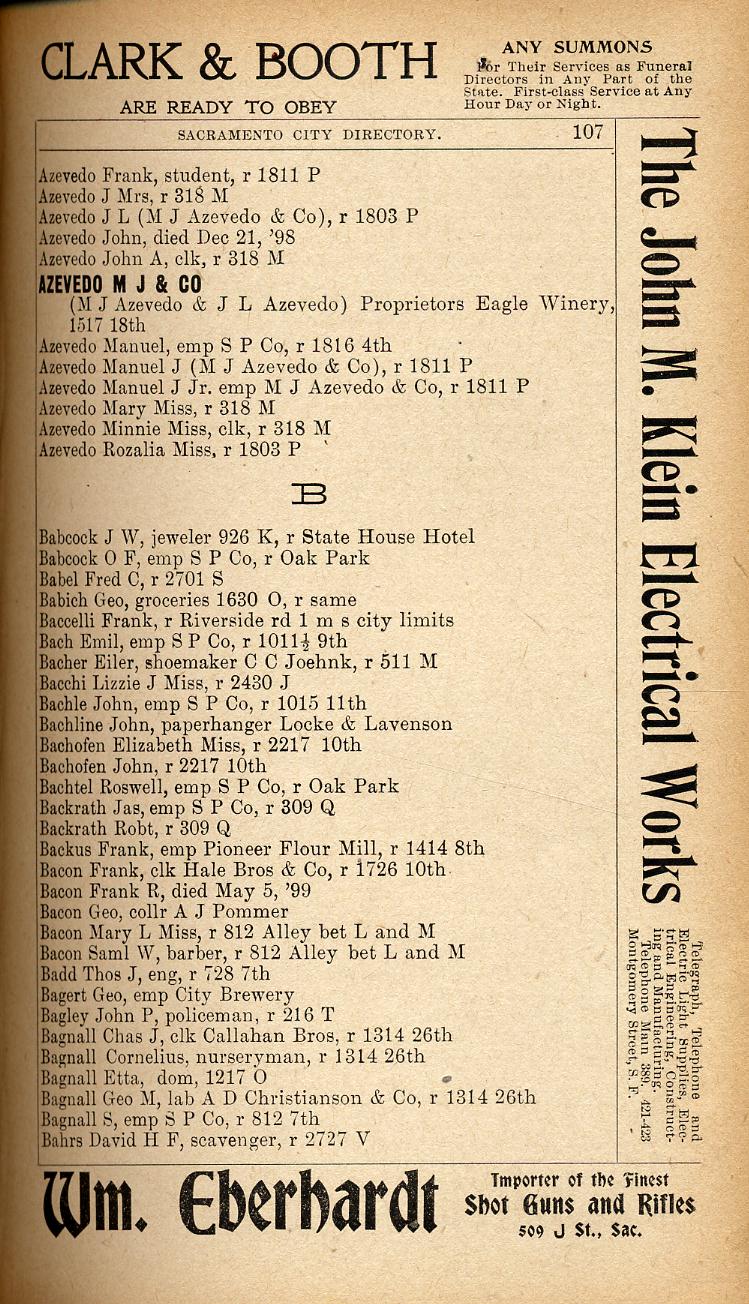 CLARK & BOOTH
ARE READY TO OBEY
ANY SUMMONS
For Their Services as Funeral
Directors in Any Part of the
State. First-class Service at Any
Hour Day or Night.
SACRAMENTO CITY DIRECTORY. 107
Azevedo Frank, student, r 1811 P
Azevedo J Mrs, r 318 M
Azevedo J L (M J Azevedo & Co), r 1803 P
Azevedo John, died Dec 21, '98
Azevedo John A, clk, r 318 M
AZEVEDO M J & CO
(M J Azevedo & J L Azevedo) Proprietors Eagle Winery,
1517 18th
Azevedo Manuel, emp S P Co, r 1816 4th
Azevedo Manuel J (M J Azevedo & Co), r 1811 P
Azevedo Manuel J Jr. emp M J Azevedo & Co, r 1811 P
Azevedo Mary Miss, r 318 M
Azevedo Minnie Miss, clk, r 318 M
Azevedo Rozalia Miss, r 1803 P
B
Babcock J W, jeweler 926 K, r State House Hotel
Babcock O F, emp S P Co, r Oak Park
Babel Fred C, r 2701 S
Babich Geo, groceries 1630 O, r same
Baccelli Frank, r Riverside rd 1 m s city limits
Bach Emil, emp S P Co, r 1011½ 9th
Bacher Eiler, shoemaker C C Joehnk, r 511 M
Bacchi Lizzie J Miss, r 2430 J
Bachle John, emp S P Co, r 1015 11th
Bachline John, paperhanger Locke & Lavenson
Bachofen Elizabeth Miss, r 2217 10th
Bachofen John, r 2217 10th
Bachtel Roswell, emp S P Co, r Oak Park
Backrath Jas, emp S P Co, r 309 Q
Backrath Robt, r 309 Q
Backus Frank, emp Pioneer Flour Mill, r 1414 8th
Bacon Frank, clk Hale Bros & Co, r 1726 10th
Bacon Frank R, died May 5, '99
Bacon Geo, collr A J Pommer
Bacon Mary L Miss, r 812 Alley bet L and M
Bacon Saml W, barber, r 812 Alley bet L and M
Badd Thos J, eng, r 728 7th
Bagert Geo, emp City Brewery
Bagley John P, policeman, r 216 T
Bagnall Chas J, clk Callahan Bros, r 1314 26th
Bagnall Cornelius, nurseryman, r 1314 26th
Bagnall Etta, dom, 1217 O
Bagnall Geo M, lab A D Christianson & Co, r 1314 26th
Bagnall S, emp S P Co, r 812 7th
Bahrs David H F, scavenger, r 2727 V
The John M. Klein Electrical Works
Telegraph, Telephone and
Electric Light Supplies, Elec-
trical Engineering, Construct-
ing and Manufacturing.
Telephone Main 389. 421-423
Montgomery Street, S. F.
Wm. Eberhardt
Importer of the Finest
Shot Guns and Rifles
509 J St., Sac.